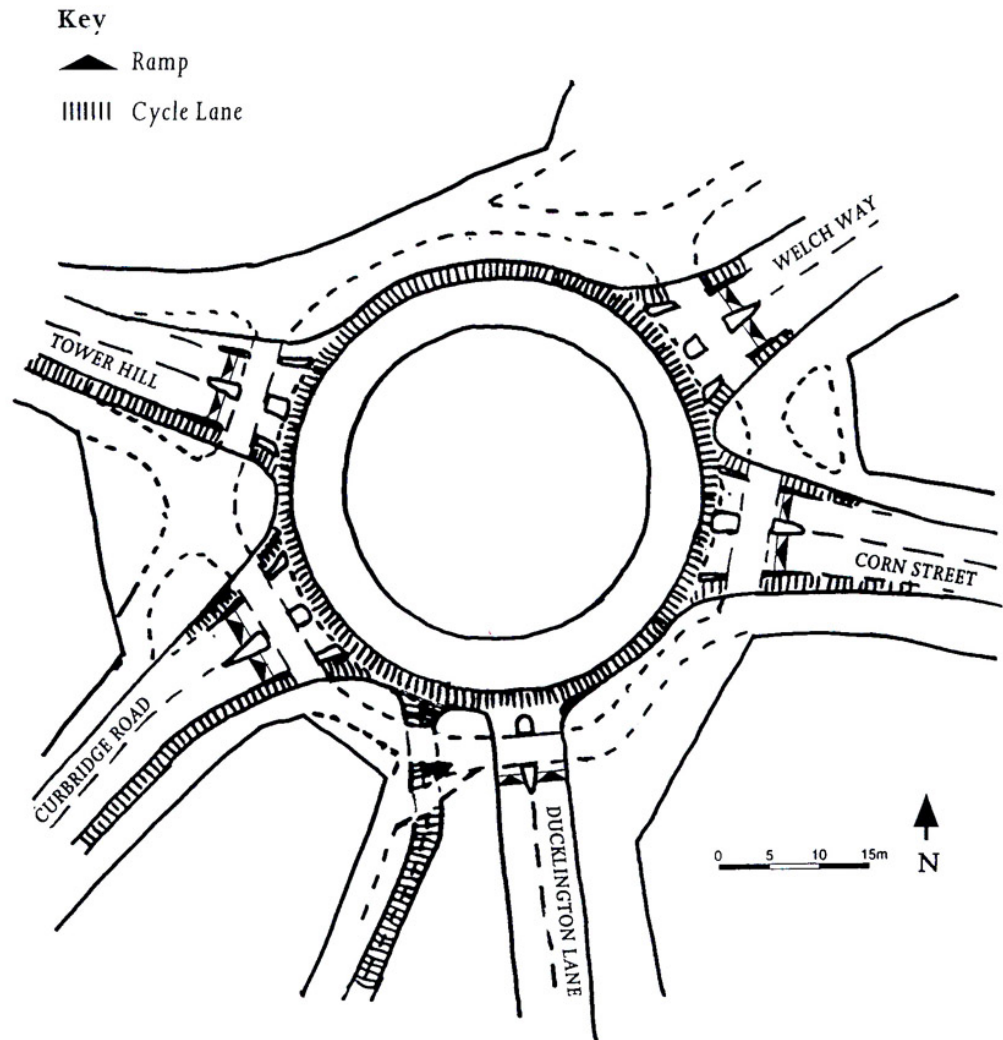 Key
Ramp
Cycle Lane
WELCH WAY
TOWER HILL
CORN STREET
CURBRIDGE ROAD
DUCKLINGTON LANE
0 5 10 15m
N